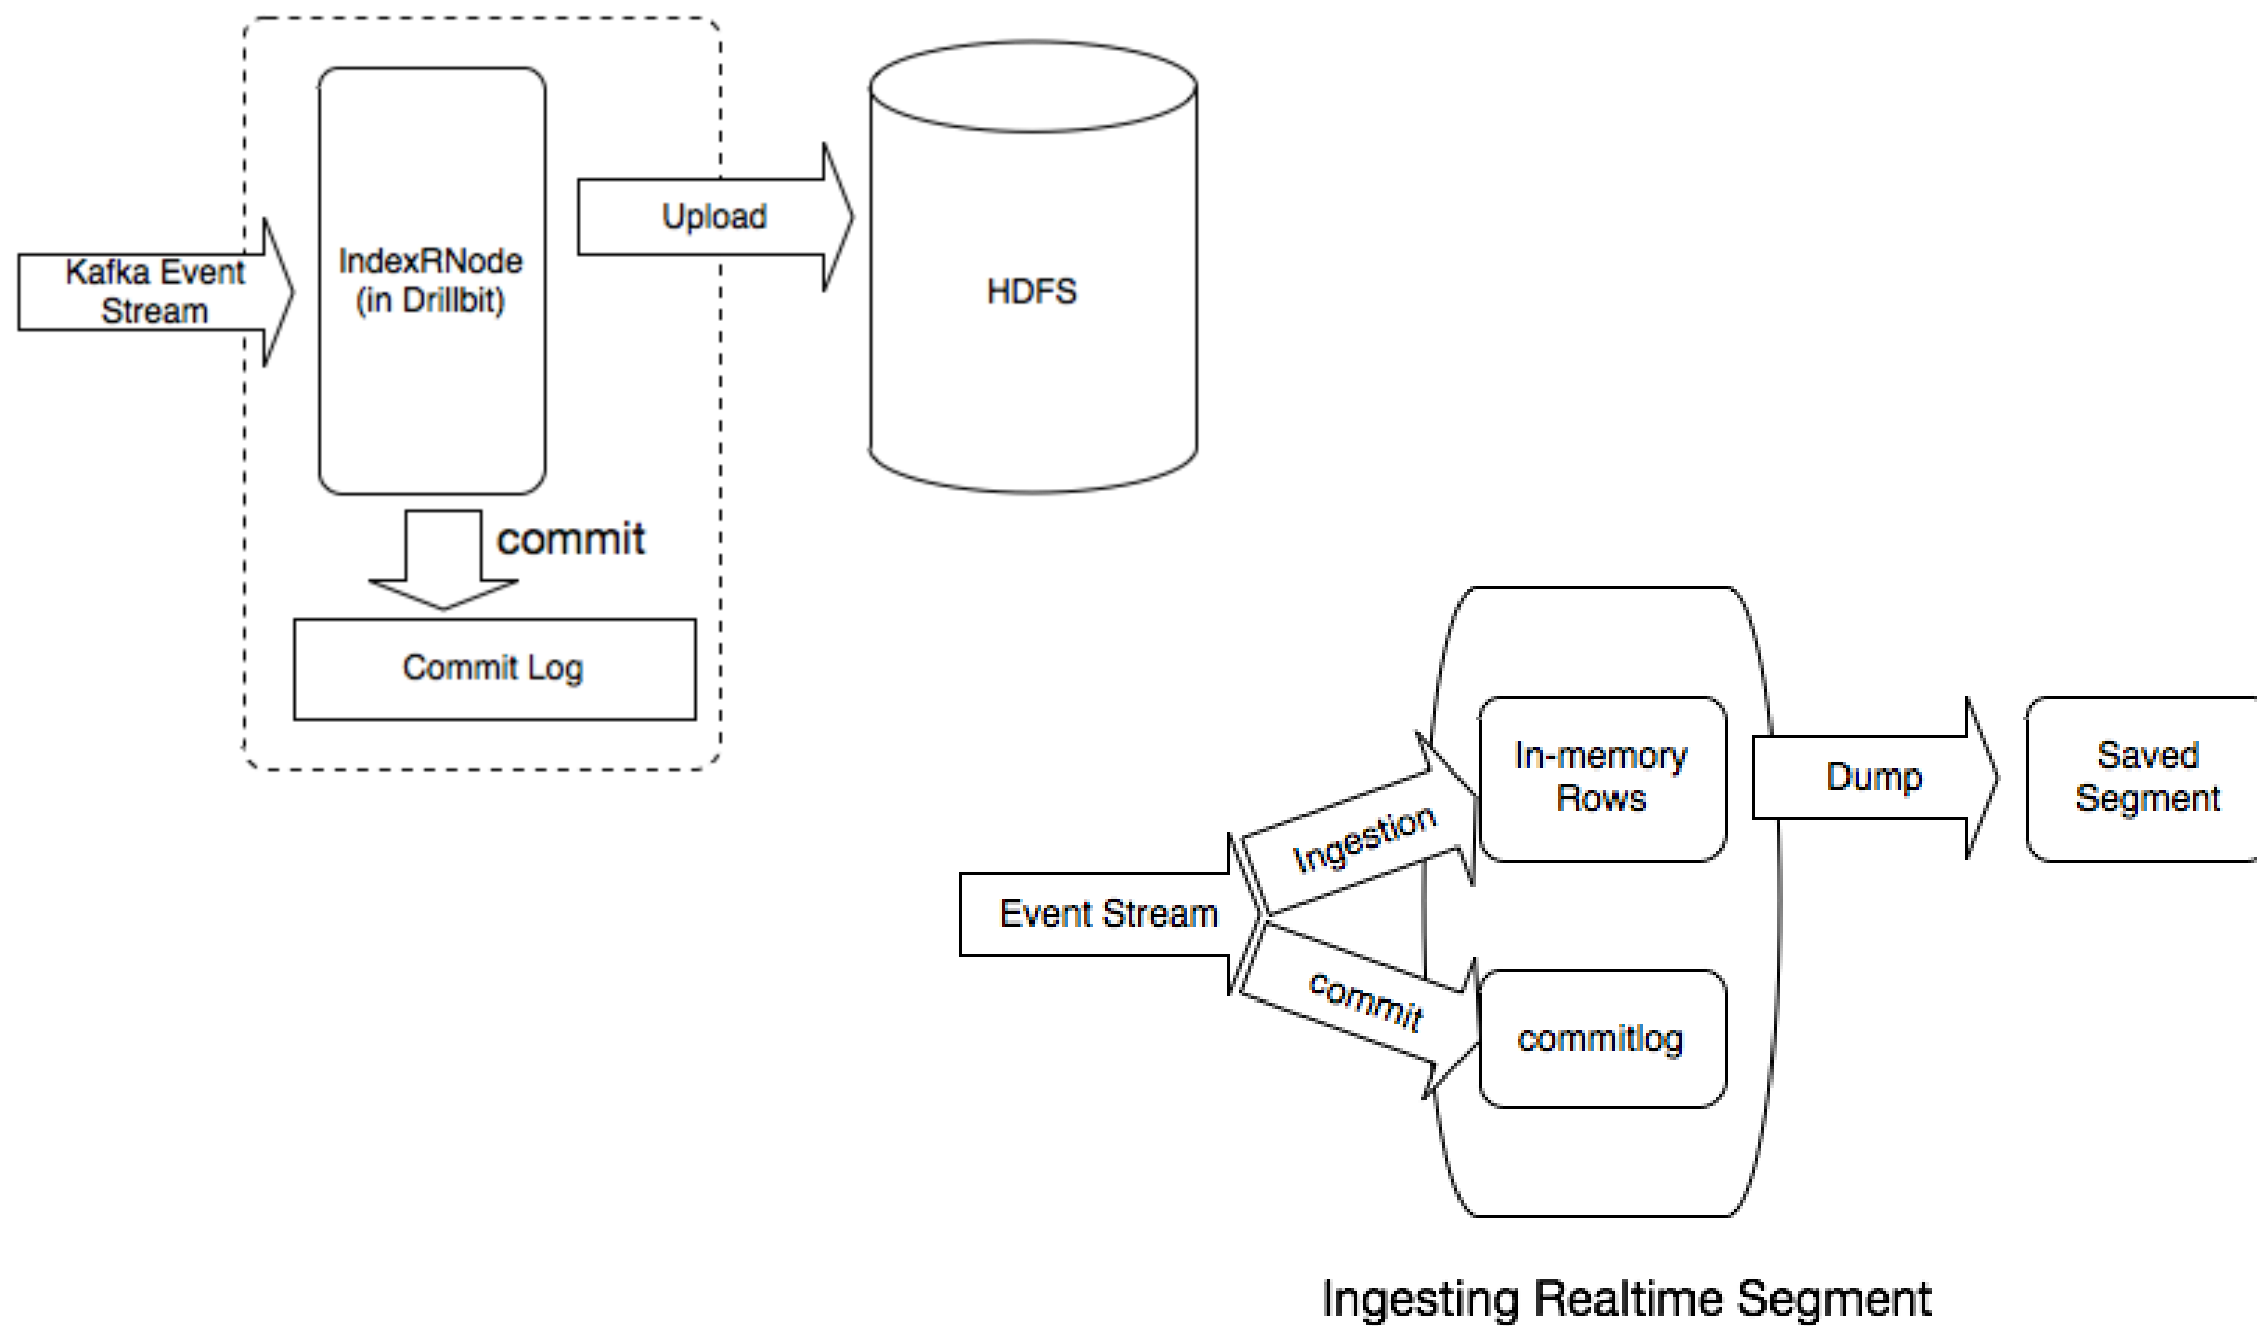 Kafka Event
Stream
IndexRNode
(in Drillbit)
Upload
HDFS
commit
Commit Log
In-memory
Rows
Dump
Saved
Segment
Ingestion
Event Stream
commit
commitlog
Ingesting Realtime Segment